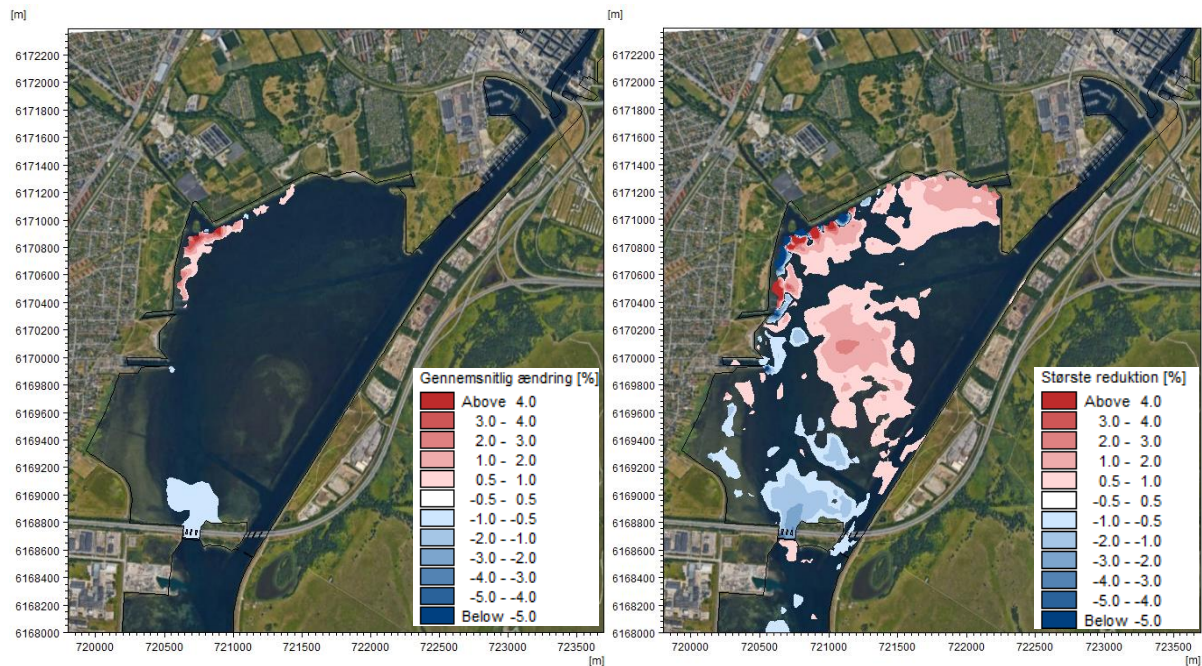 [m]
6172200
6172000
6171800
6171600
6171400
6171200
6171000
6170800
6170600
6170400
6170200
6170000
6169800
6169600
6169400
6169200
6169000
6168800
6168600
6168400
6168200
6168000
720000 720500 721000 721500 722000 722500 723000 723500
[m]
Gennemsnitlig ændring [%]
Above 4.0
3.0 - 4.0
2.0 - 3.0
1.0 - 2.0
0.5 - 1.0
-0.5 - 0.5
-1.0 - -0.5
-2.0 - -1.0
-3.0 - -2.0
-4.0 - -3.0
-5.0 - -4.0
Below -5.0
[m]
6172200
6172000
6171800
6171600
6171400
6171200
6171000
6170800
6170600
6170400
6170200
6170000
6169800
6169600
6169400
6169200
6169000
6168800
6168600
6168400
6168200
6168000
720000 720500 721000 721500 722000 722500 723000 723500
[m]
Største reduktion [%]
Above 4.0
3.0 - 4.0
2.0 - 3.0
1.0 - 2.0
0.5 - 1.0
-0.5 - 0.5
-1.0 - -0.5
-2.0 - -1.0
-3.0 - -2.0
-4.0 - -3.0
-5.0 - -4.0
Below -5.0